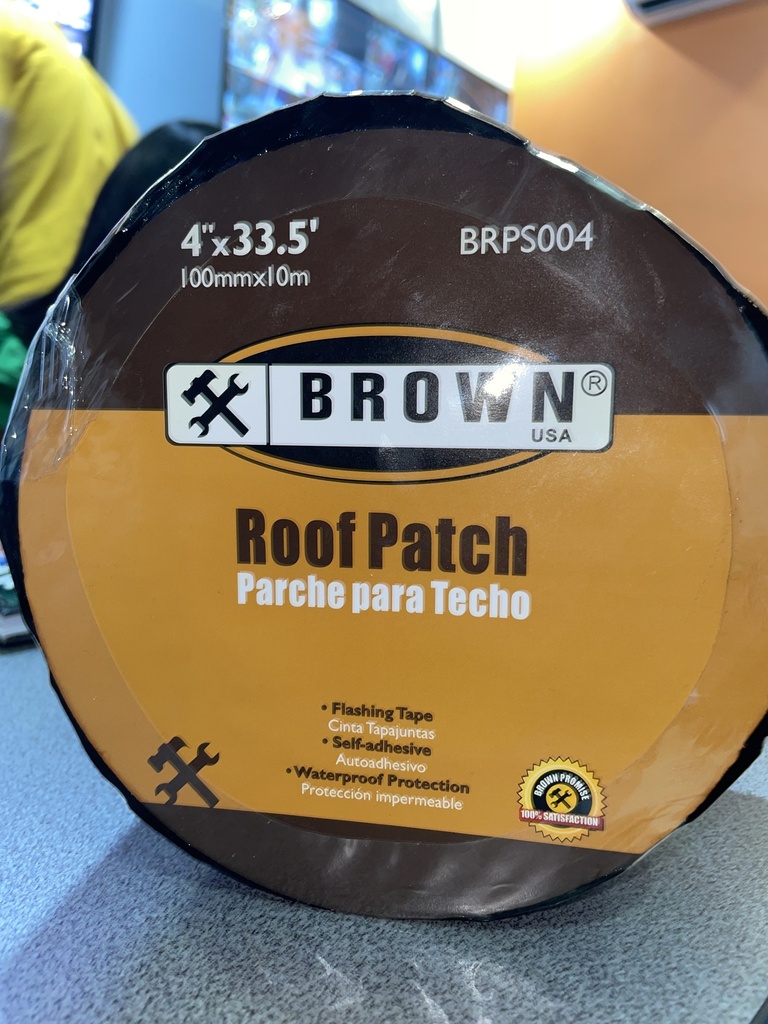 4"x33.5'
100mmx10m
BRPS004
BROWN®
USA
Roof Patch
Parche para Techo
• Flashing Tape
Cinta Tapajuntas
• Self-adhesive
Autoadhesivo
• Waterproof Protection
Protección impermeable
BROWN PROMISE
100% SATISFACTION